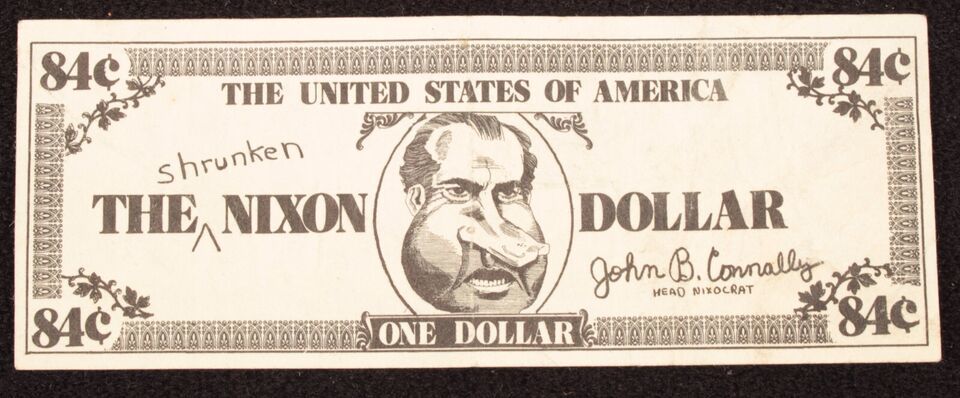 84¢ 84¢
THE UNITED STATES OF AMERICA
shrunken
THE ^ NIXON DOLLAR
John B. Connally
HEAD NIXOCRAT
84¢ ONE DOLLAR 84¢